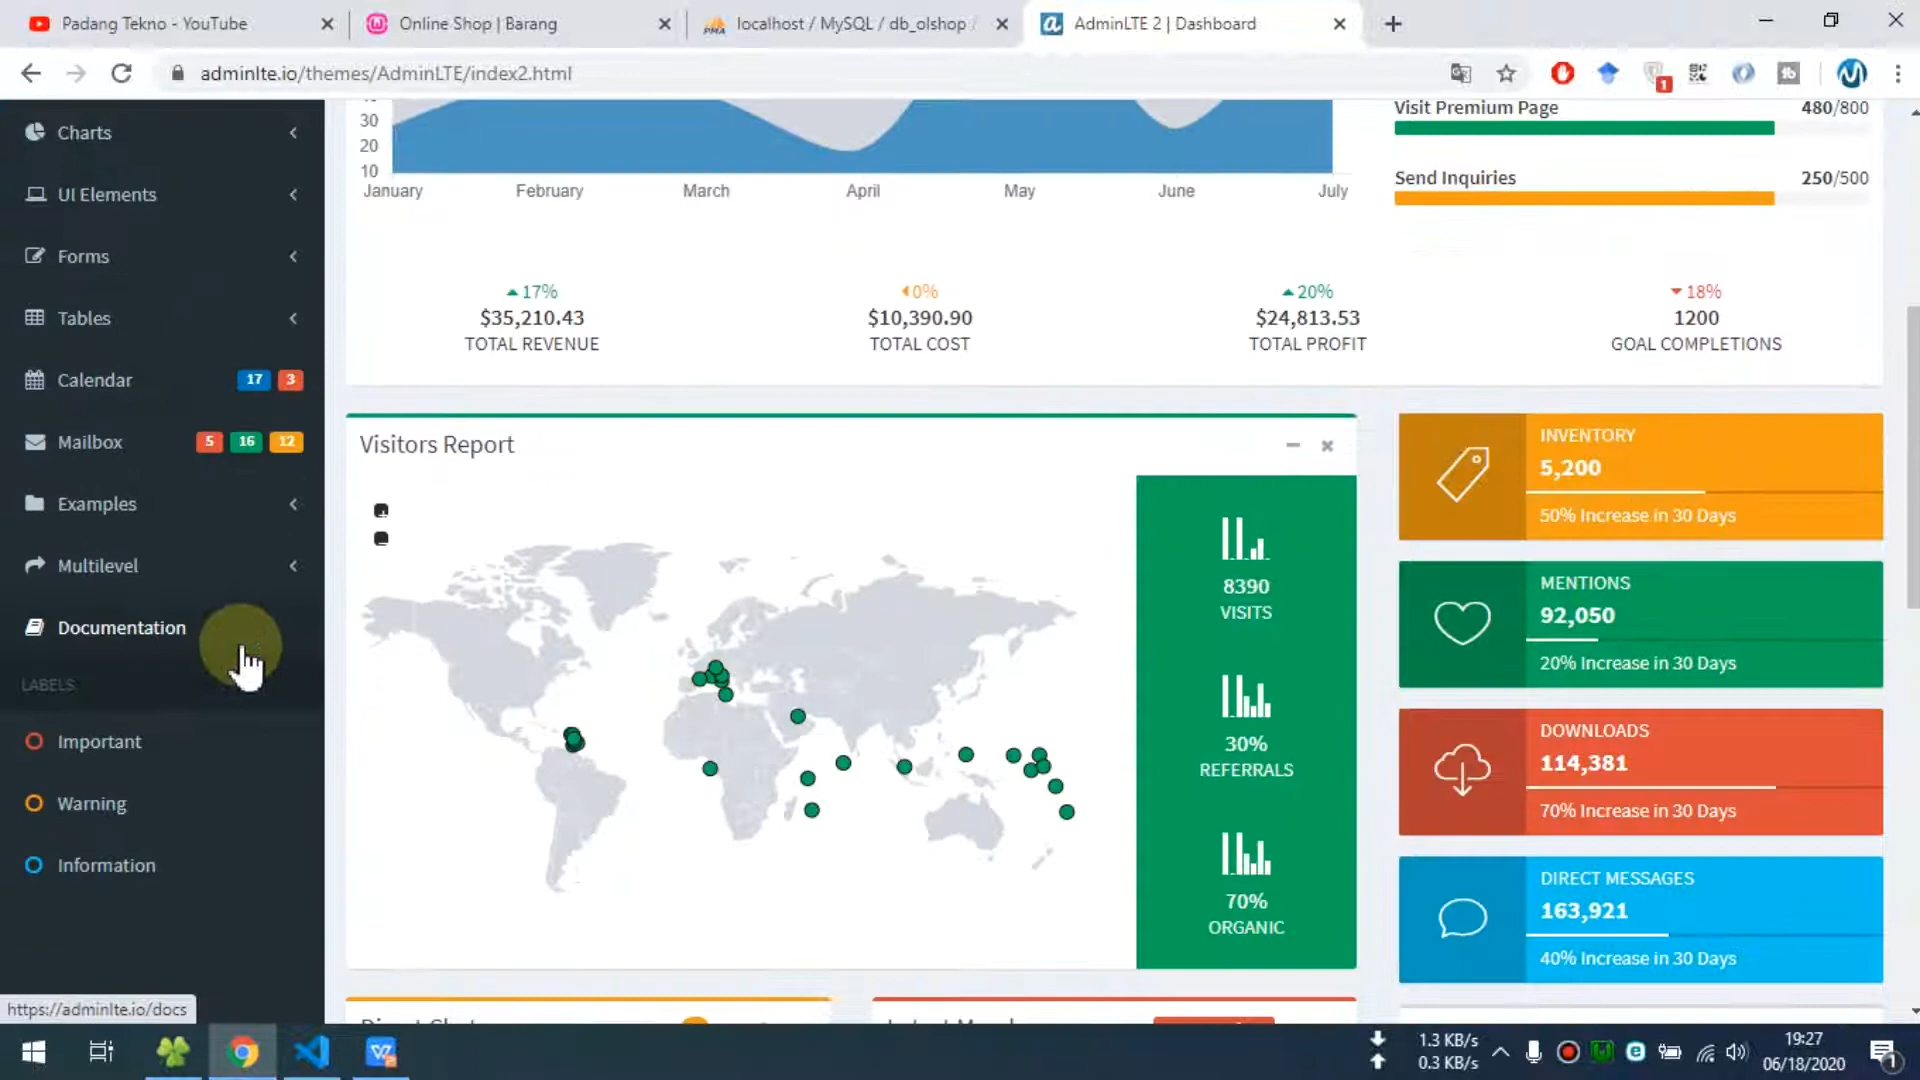 Padang Tekno - YouTube
Online Shop | Barang
localhost / MySQL / db_olshop /
AdminLTE 2 | Dashboard
adminlte.io/themes/AdminLTE/index2.html
1
Charts
UI Elements
Forms
Tables
Calendar 17 3
Mailbox 5 16 12
Examples
Multilevel
Documentation
LABELS
Important
Warning
Information
30
20
10
January February March April May June July
Visit Premium Page 480/800
Send Inquiries 250/500
17%
$35,210.43
TOTAL REVENUE
0%
$10,390.90
TOTAL COST
20%
$24,813.53
TOTAL PROFIT
18%
1200
GOAL COMPLETIONS
Visitors Report
8390
VISITS
30%
REFERRALS
70%
ORGANIC
INVENTORY
5,200
50% Increase in 30 Days
MENTIONS
92,050
20% Increase in 30 Days
DOWNLOADS
114,381
70% Increase in 30 Days
DIRECT MESSAGES
163,921
40% Increase in 30 Days
https://adminlte.io/docs
1.3 KB/s
0.3 KB/s
19:27
06/18/2020
1